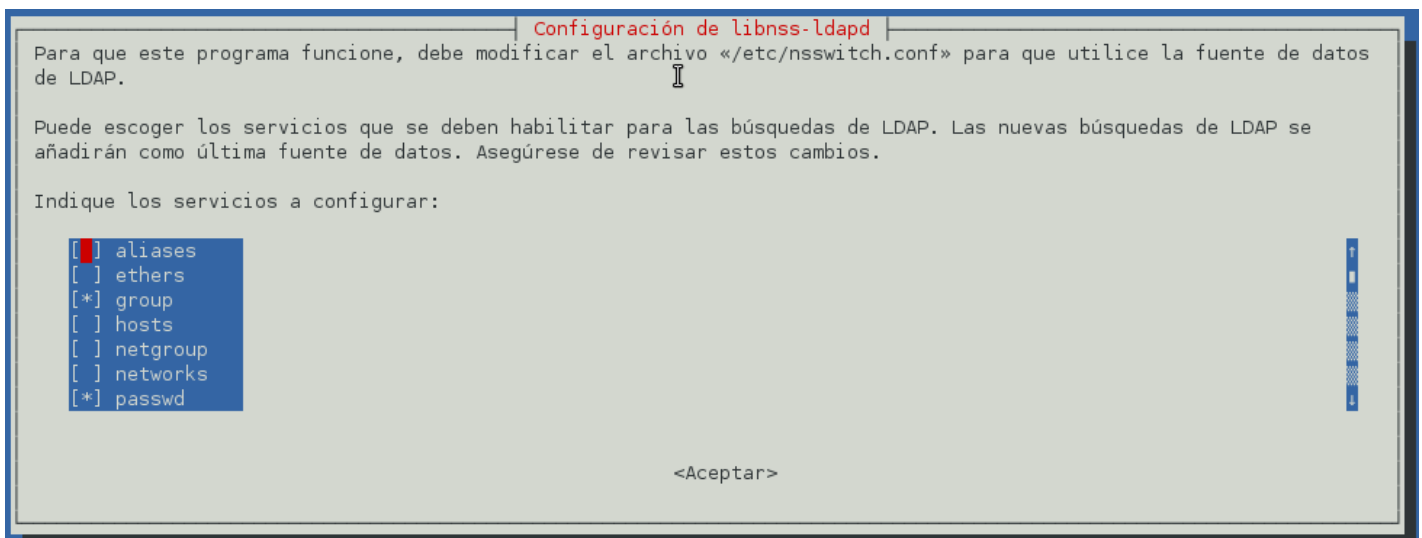 Configuración de libnss-ldapd
Para que este programa funcione, debe modificar el archivo «/etc/nsswitch.conf» para que utilice la fuente de datos
de LDAP.
Puede escoger los servicios que se deben habilitar para las búsquedas de LDAP. Las nuevas búsquedas de LDAP se
añadirán como última fuente de datos. Asegúrese de revisar estos cambios.
Indique los servicios a configurar:
[ ] aliases
[ ] ethers
[*] group
[ ] hosts
[ ] netgroup
[ ] networks
[*] passwd
<Aceptar>